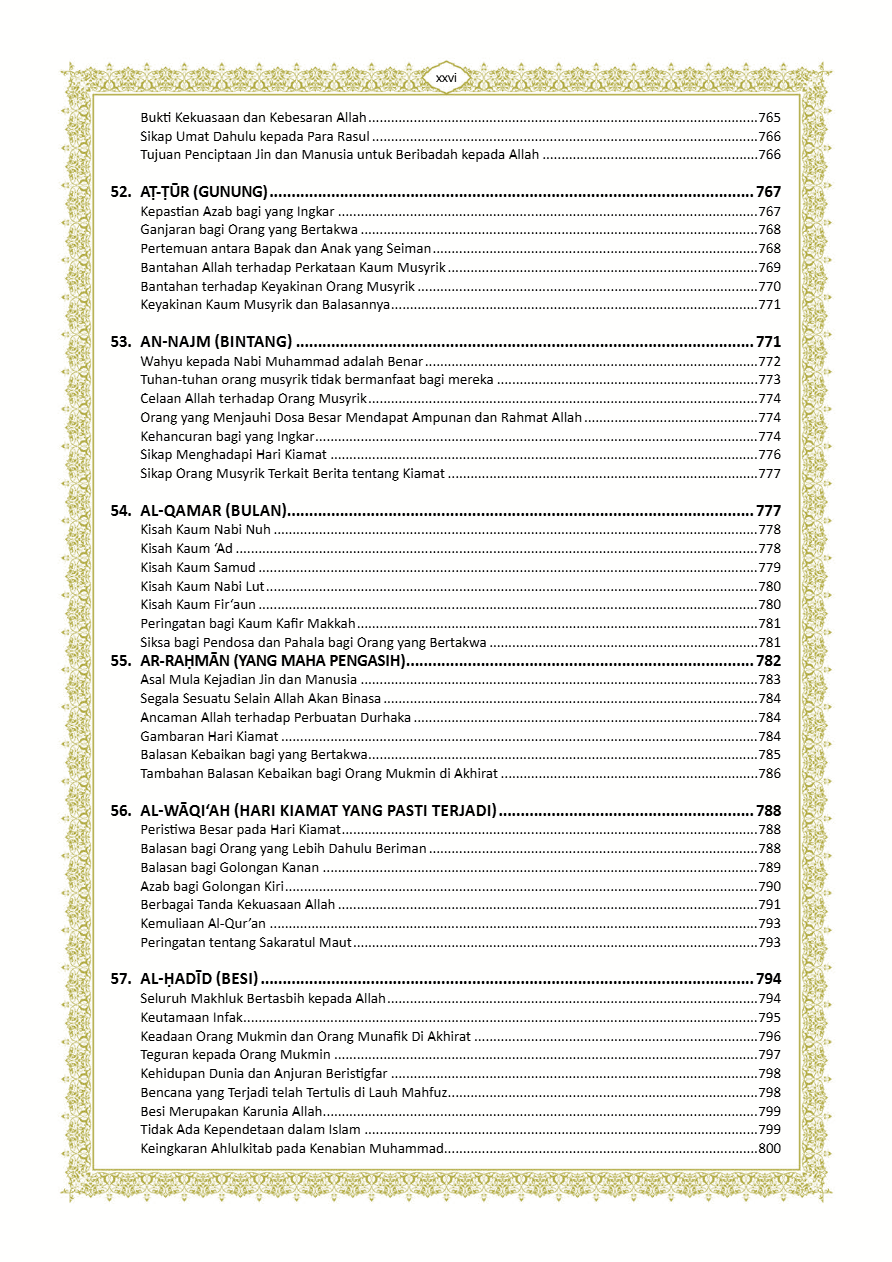 xxvi
Bukti Kekuasaan dan Kebesaran Allah....................765
Sikap Umat Dahulu kepada Para Rasul ....................766
Tujuan Penciptaan Jin dan Manusia untuk Beribadah kepada Allah ....................766
52. AṬ-ṬŪR (GUNUNG)....................767
Kepastian Azab bagi yang Ingkar ....................767
Ganjaran bagi Orang yang Bertakwa ....................768
Pertemuan antara Bapak dan Anak yang Seiman....................768
Bantahan Allah terhadap Perkataan Kaum Musyrik....................769
Bantahan terhadap Keyakinan Orang Musyrik....................770
Keyakinan Kaum Musyrik dan Balasannya....................771
53. AN-NAJM (BINTANG) ....................771
Wahyu kepada Nabi Muhammad adalah Benar....................772
Tuhan-tuhan orang musyrik tidak bermanfaat bagi mereka ....................773
Celaan Allah terhadap Orang Musyrik....................774
Orang yang Menjauhi Dosa Besar Mendapat Ampunan dan Rahmat Allah....................774
Kehancuran bagi yang Ingkar....................774
Sikap Menghadapi Hari Kiamat ....................776
Sikap Orang Musyrik Terkait Berita tentang Kiamat ....................777
54. AL-QAMAR (BULAN)....................777
Kisah Kaum Nabi Nuh ....................778
Kisah Kaum ‘Ad ....................778
Kisah Kaum Samud ....................779
Kisah Kaum Nabi Lut....................780
Kisah Kaum Fir‘aun ....................780
Peringatan bagi Kaum Kafir Makkah....................781
Siksa bagi Pendosa dan Pahala bagi Orang yang Bertakwa ....................781
55. AR-RAḤMĀN (YANG MAHA PENGASIH)....................782
Asal Mula Kejadian Jin dan Manusia ....................783
Segala Sesuatu Selain Allah Akan Binasa....................784
Ancaman Allah terhadap Perbuatan Durhaka ....................784
Gambaran Hari Kiamat ....................784
Balasan Kebaikan bagi yang Bertakwa....................785
Tambahan Balasan Kebaikan bagi Orang Mukmin di Akhirat ....................786
56. AL-WĀQI‘AH (HARI KIAMAT YANG PASTI TERJADI)....................788
Peristiwa Besar pada Hari Kiamat....................788
Balasan bagi Orang yang Lebih Dahulu Beriman ....................788
Balasan bagi Golongan Kanan ....................789
Azab bagi Golongan Kiri....................790
Berbagai Tanda Kekuasaan Allah ....................791
Kemuliaan Al-Qur’an ....................793
Peringatan tentang Sakaratul Maut....................793
57. AL-ḤADĪD (BESI)....................794
Seluruh Makhluk Bertasbih kepada Allah....................794
Keutamaan Infak....................795
Keadaan Orang Mukmin dan Orang Munafik Di Akhirat ....................796
Teguran kepada Orang Mukmin ....................797
Kehidupan Dunia dan Anjuran Beristigfar ....................798
Bencana yang Terjadi telah Tertulis di Lauh Mahfuz....................798
Besi Merupakan Karunia Allah....................799
Tidak Ada Kependetaan dalam Islam ....................799
Keingkaran Ahlulkitab pada Kenabian Muhammad....................800